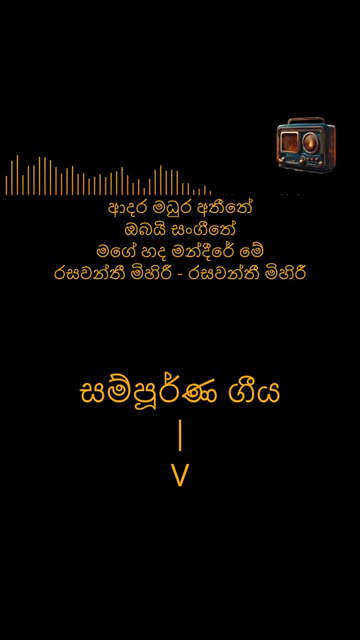 ආදර මධුර අතීතේ
ඔබයි සංගීතේ
මගේ හද මන්දිරේ මේ
රසවන්තී මිහිරී - රසවන්තී මිහිරී
සම්පූර්ණ ගීය
|
V